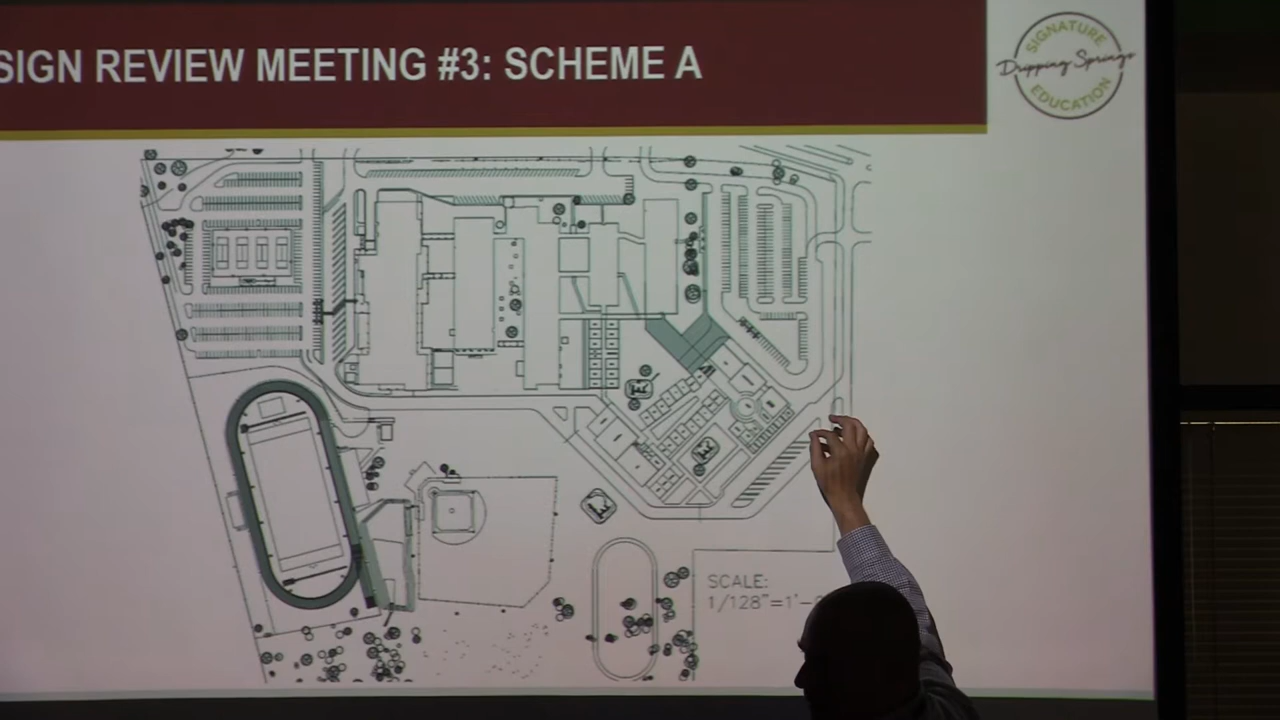 SIGN REVIEW MEETING #3: SCHEME A
SIGNATURE
Dripping Springs
EDUCATION
SCALE:
1/128"=1'-